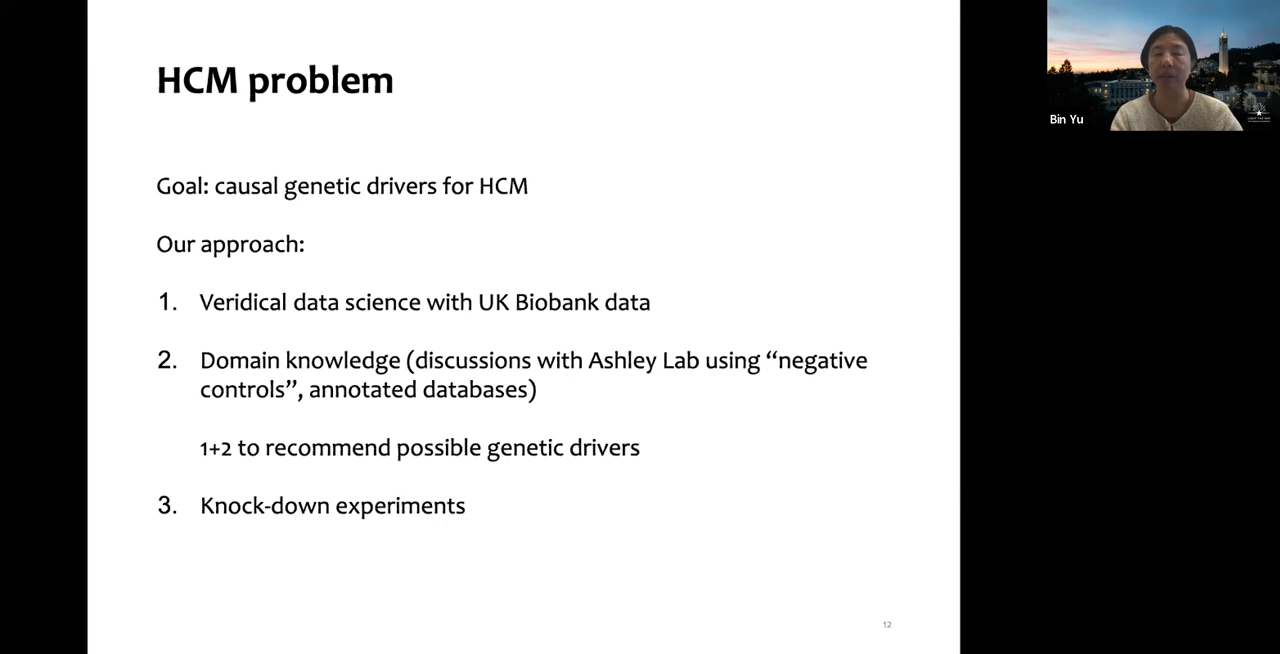 HCM problem
Goal: causal genetic drivers for HCM
Our approach:
1. Veridical data science with UK Biobank data
2. Domain knowledge (discussions with Ashley Lab using “negative
controls”, annotated databases)
1+2 to recommend possible genetic drivers
3. Knock-down experiments
12
Bin Yu